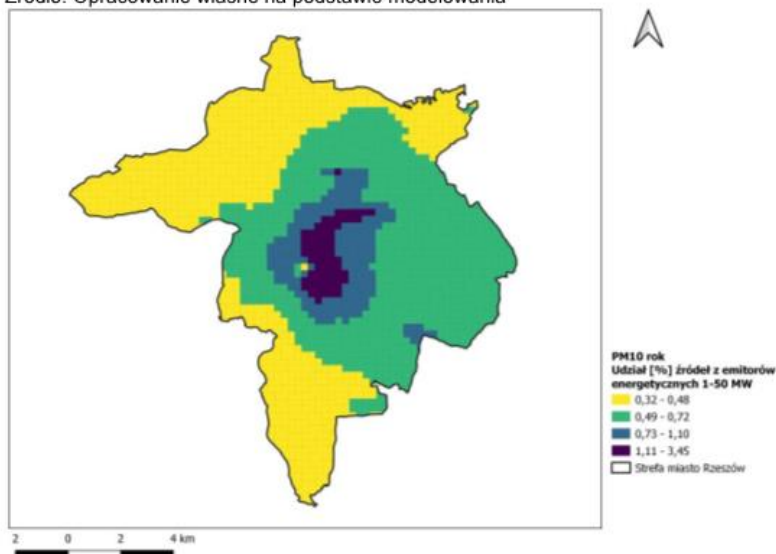 Źródło: Opracowanie własne na podstawie modelowania
PM10 rok
Udział [%] źródeł z emitorów
energetycznych 1-50 MW
0,32 - 0,48
0,49 - 0,72
0,73 - 1,10
1,11 - 3,45
Strefa miasto Rzeszów
2 0 2 4 km